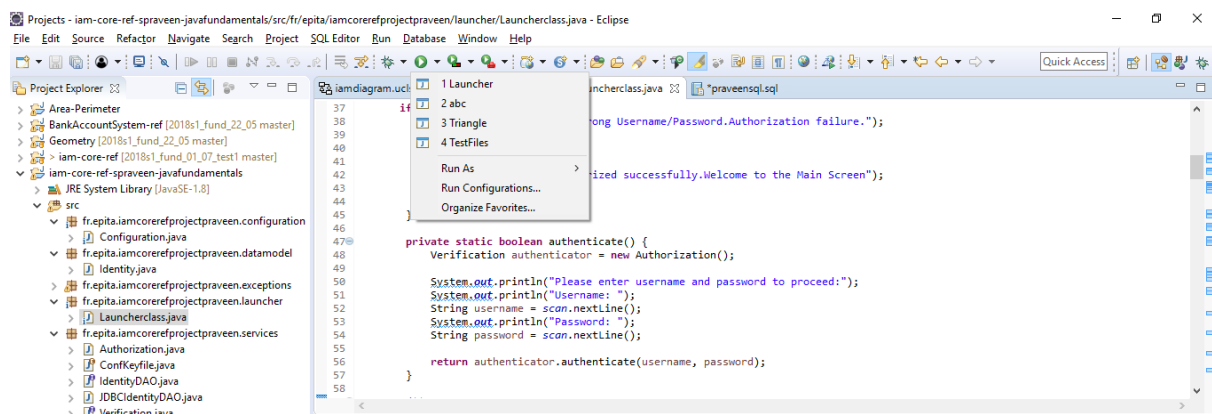 Projects - iam-core-ref-spraveen-javafundamentals/src/fr/epita/iamcorerefprojectpraveen/launcher/Launcherclass.java - Eclipse
File Edit Source Refactor Navigate Search Project SQL Editor Run Database Window Help
Quick Access
Project Explorer
Area-Perimeter
BankAccountSystem-ref [2018s1_fund_22_05 master]
Geometry [2018s1_fund_22_05 master]
> iam-core-ref [2018s1_fund_01_07_test1 master]
iam-core-ref-spraveen-javafundamentals
JRE System Library [JavaSE-1.8]
src
fr.epita.iamcorerefprojectpraveen.configuration
Configuration.java
fr.epita.iamcorerefprojectpraveen.datamodel
Identity.java
fr.epita.iamcorerefprojectpraveen.exceptions
fr.epita.iamcorerefprojectpraveen.launcher
Launcherclass.java
fr.epita.iamcorerefprojectpraveen.services
Authorization.java
ConfKeyfile.java
IdentityDAO.java
JDBCIdentityDAO.java
Verification.java
iamdiagram.ucls
ncherclass.java
*praveensql.sql
1 Launcher
2 abc
3 Triangle
4 TestFiles
Run As
Run Configurations...
Organize Favorites...
37 if
38 ong Username/Password.Authorization failure.");
39
40
41
42 ized successfully.Welcome to the Main Screen");
43
44
45 }
46
47 private static boolean authenticate() {
48 Verification authenticator = new Authorization();
49
50 System.out.println("Please enter username and password to proceed:");
51 System.out.println("Username: ");
52 String username = scan.nextLine();
53 System.out.println("Password: ");
54 String password = scan.nextLine();
55
56 return authenticator.authenticate(username, password);
57 }
58